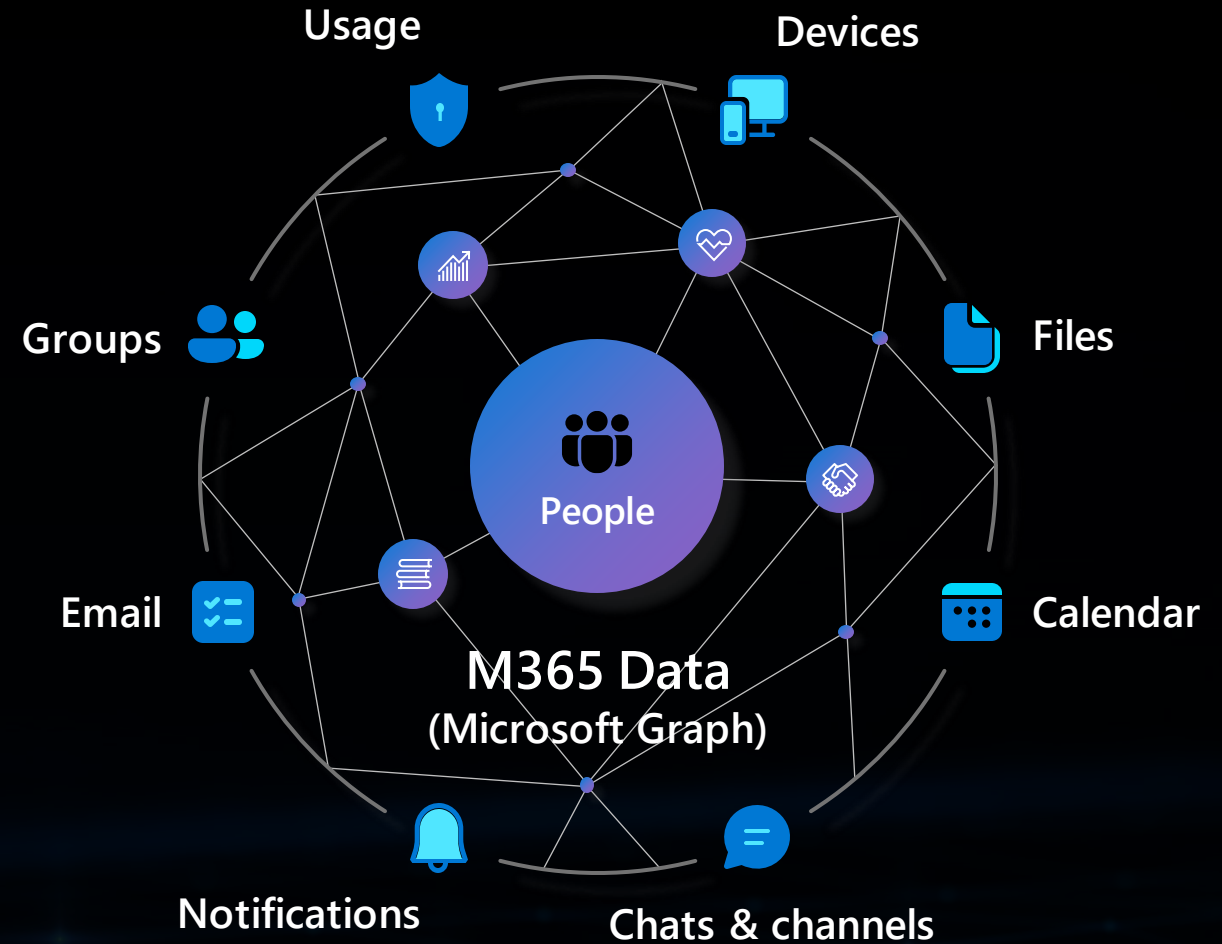 Usage
Devices
Groups
Files
People
Email
Calendar
M365 Data
(Microsoft Graph)
Notifications
Chats & channels